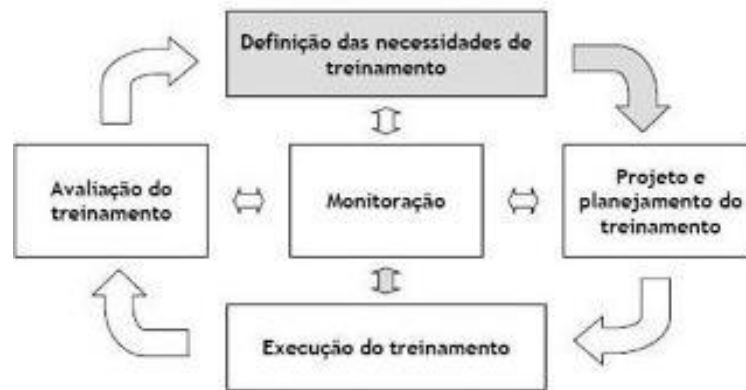 Definição das necessidades de
treinamento
Avaliação do
treinamento
Monitoração
Projeto e
planejamento do
treinamento
Execução do treinamento